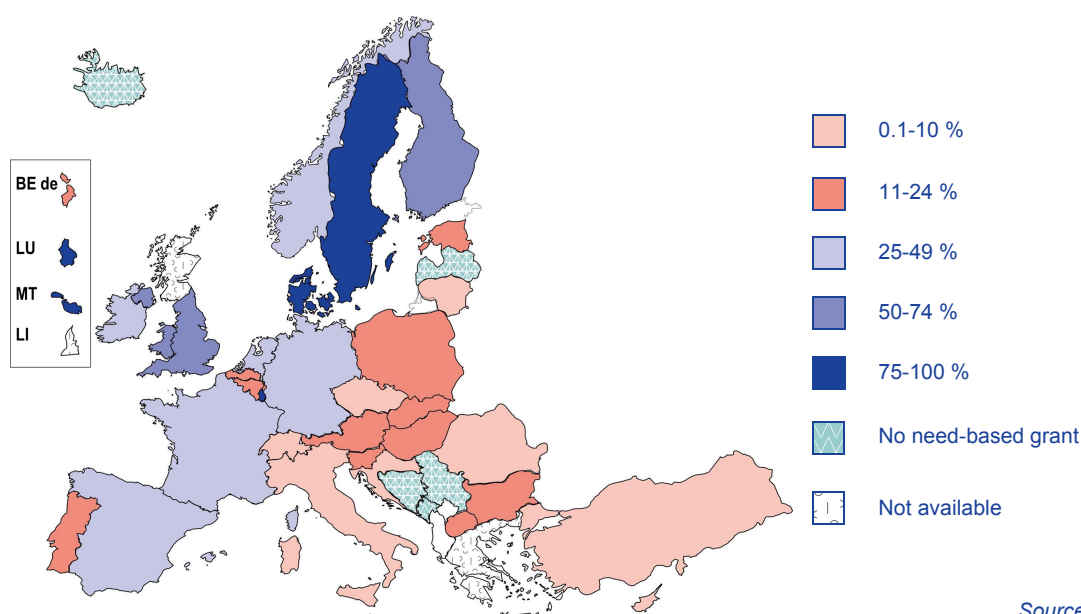 BE de
LU
MT
LI
0.1-10 %
11-24 %
25-49 %
50-74 %
75-100 %
No need-based grant
Not available
Source